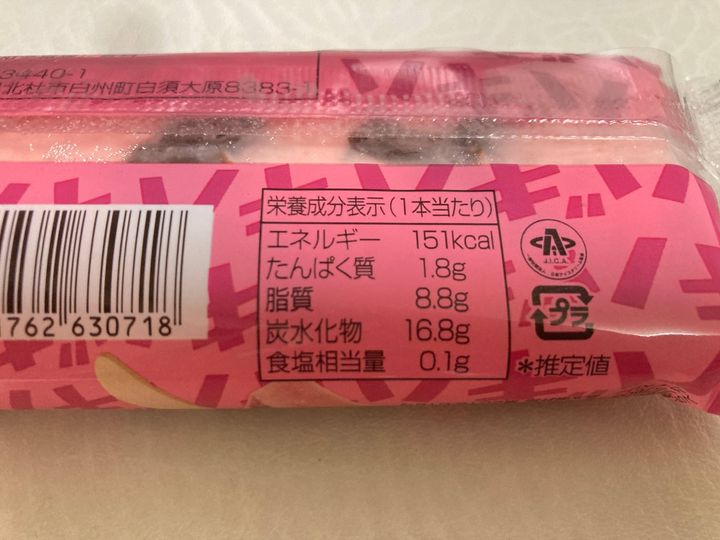 3440-1
北杜市白州町白須大原8383-1
栄養成分表示(1本当たり)
エネルギー 151kcal
たんぱく質 1.8g
脂質 8.8g
炭水化物 16.8g
食塩相当量 0.1g
J.I.C.A.
プラ
*推定値
762 630718